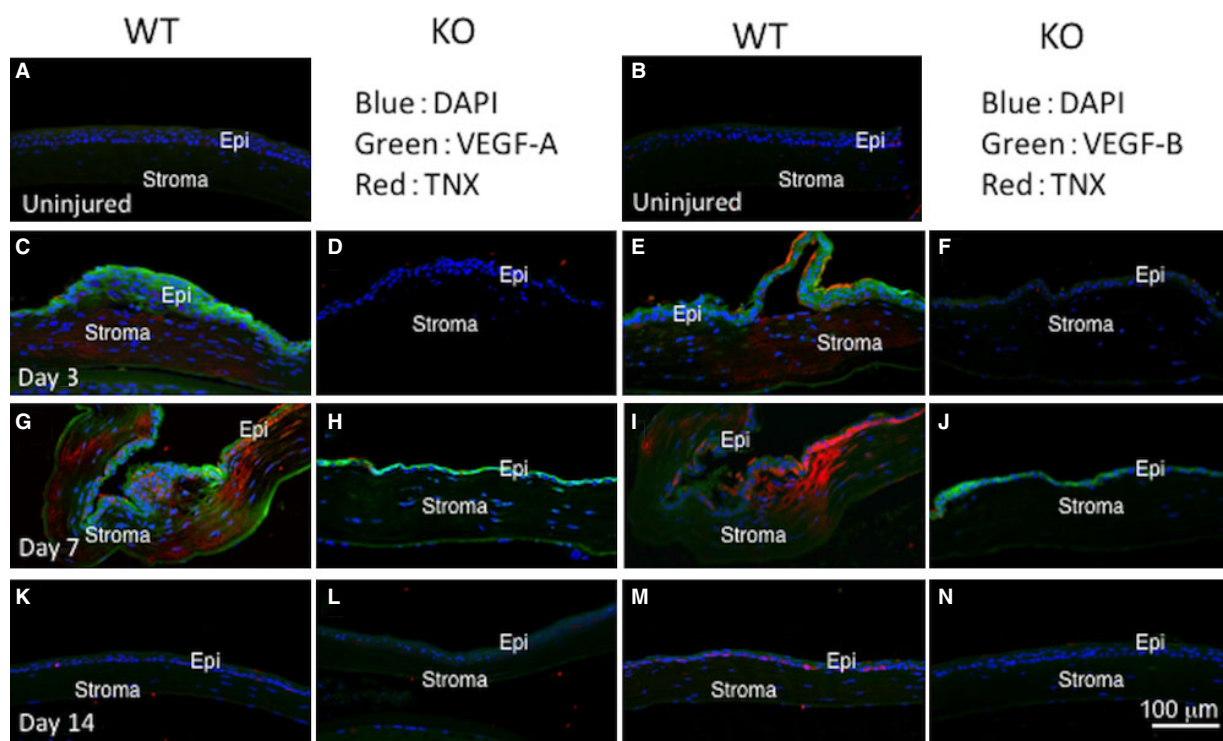 WT KO WT KO
A B
Blue : DAPI
Green : VEGF-A
Red : TNX
Blue : DAPI
Green : VEGF-B
Red : TNX
Epi Epi
Stroma Stroma
Uninjured Uninjured
C D E F
Epi Epi Epi Epi
Stroma Stroma Stroma Stroma
Day 3
G H I J
Epi Epi Epi Epi
Stroma Stroma Stroma Stroma
Day 7
K L M N
Epi Epi Epi Epi
Stroma Stroma Stroma Stroma
Day 14
100 µm